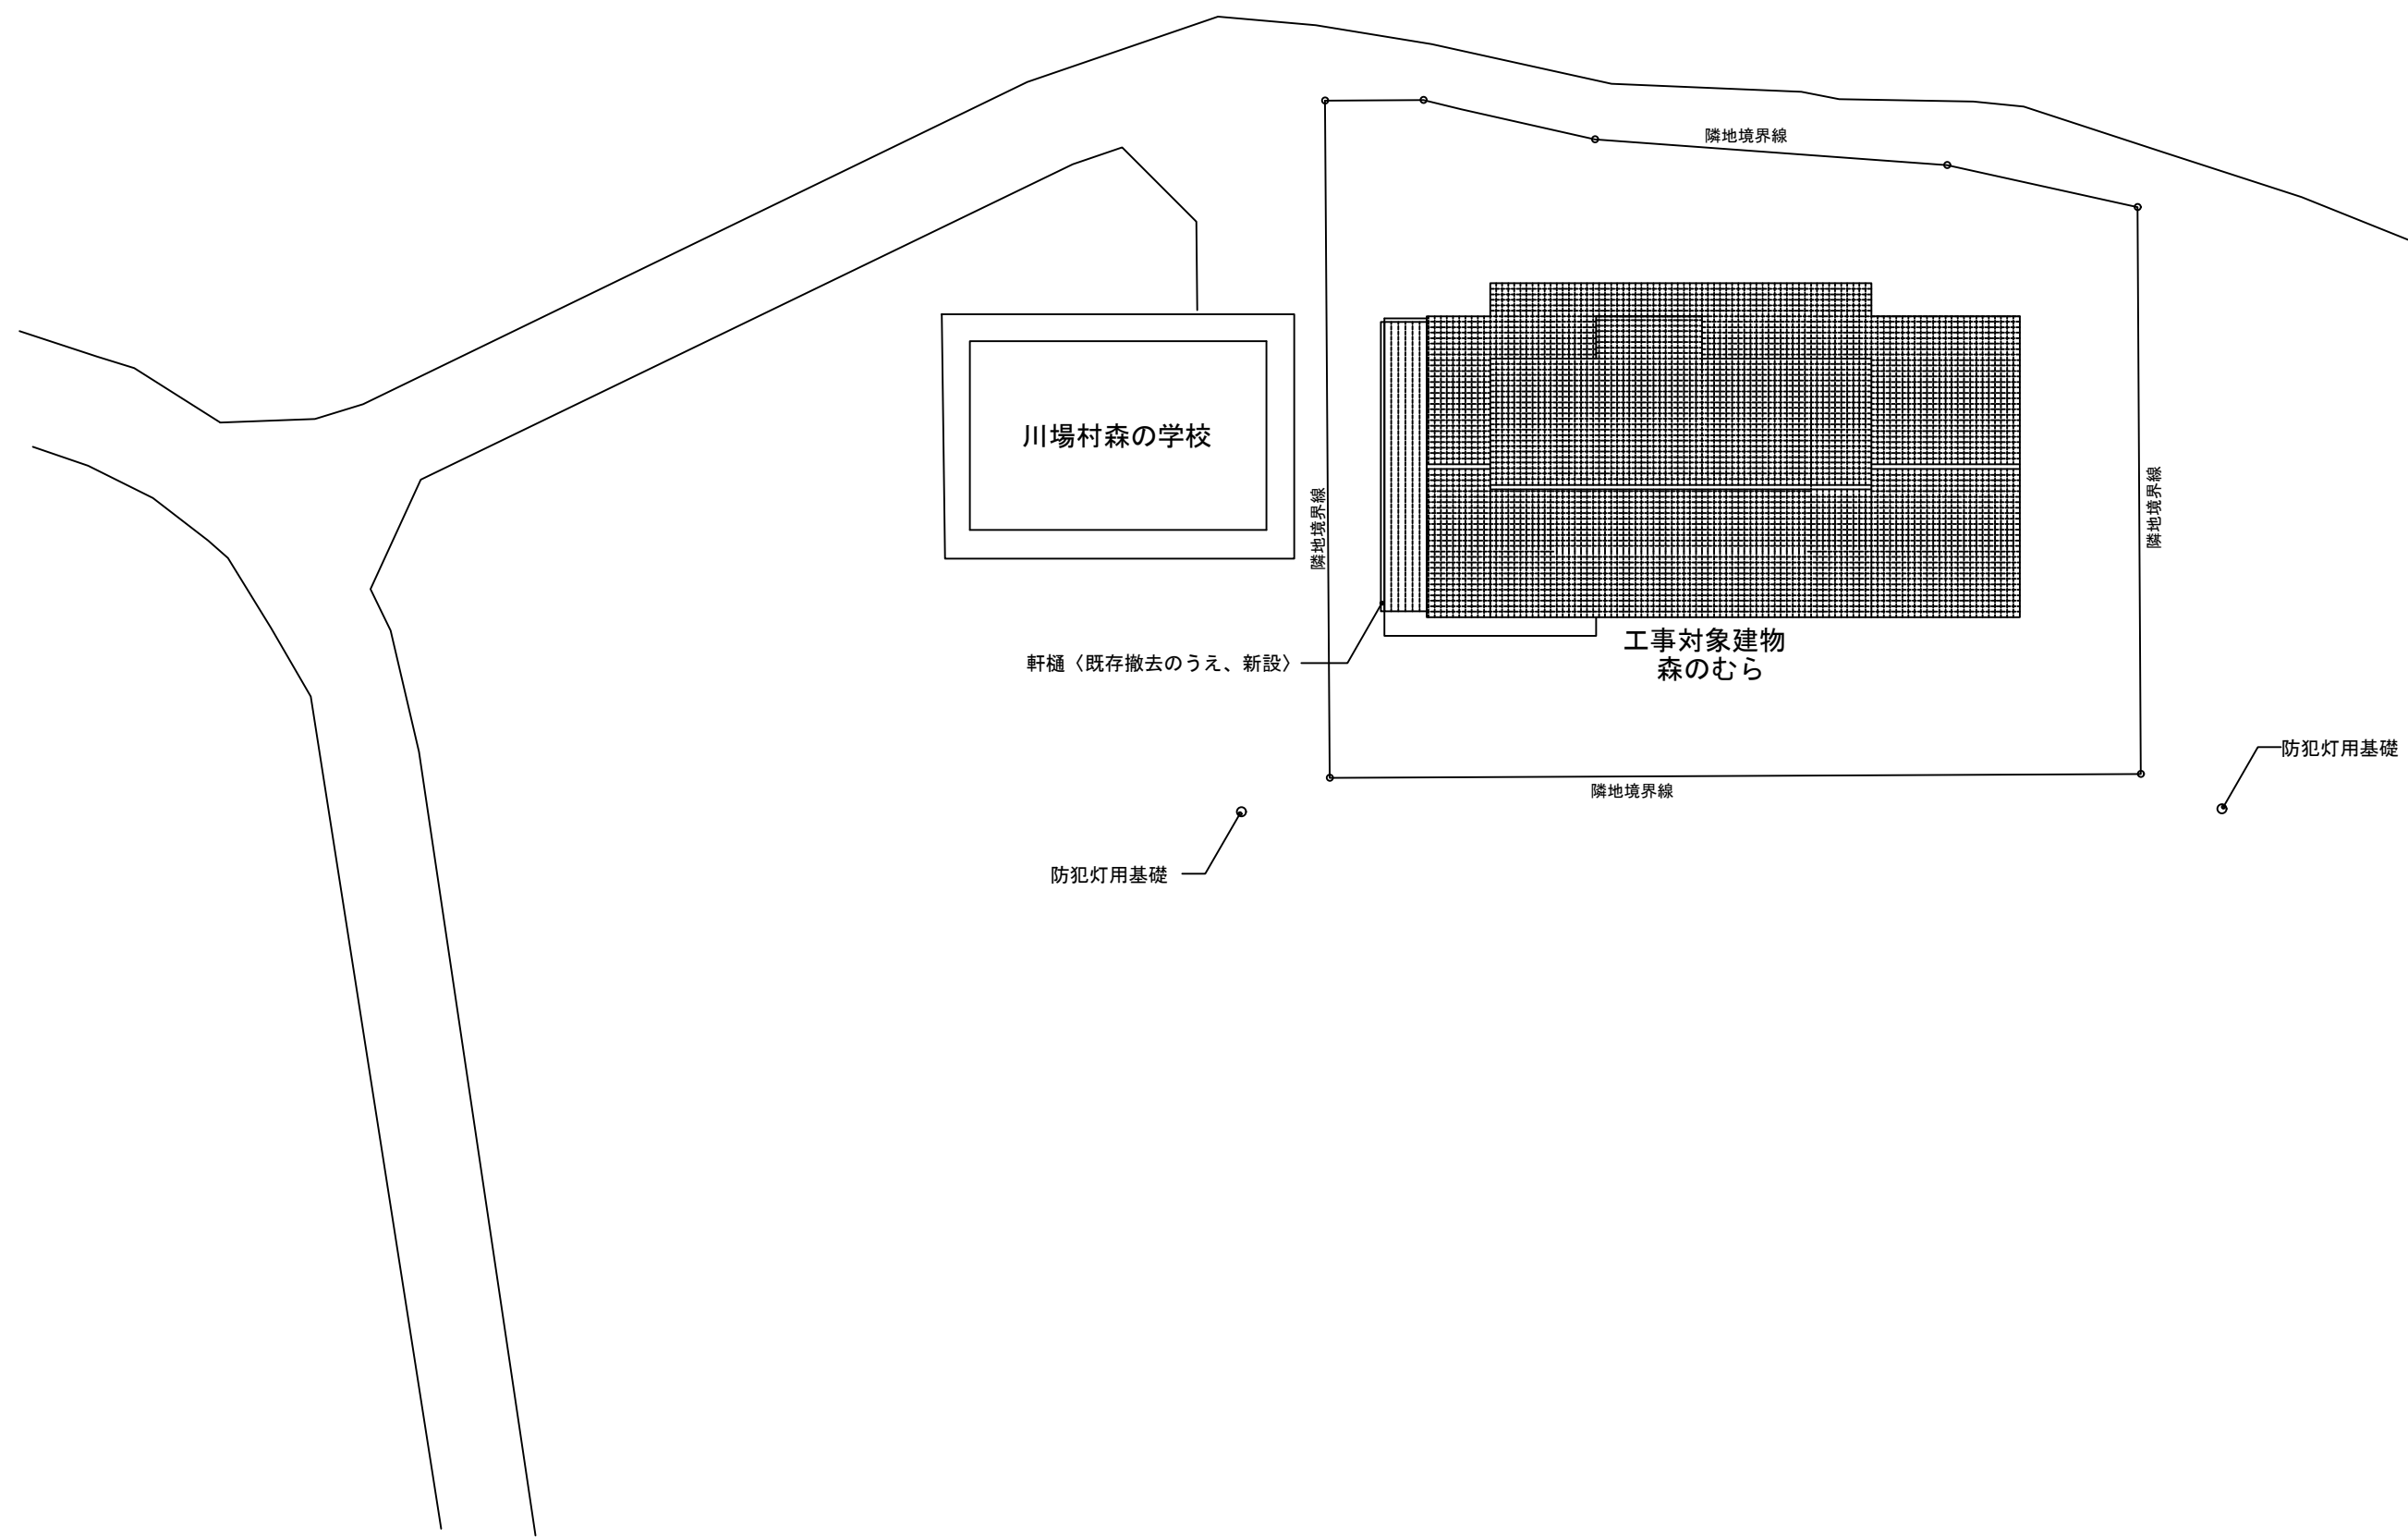 隣地境界線
川場村森の学校
隣地境界線
隣地境界線
工事対象建物
森のむら
軒樋〈既存撤去のうえ、新設〉
防犯灯用基礎
隣地境界線
防犯灯用基礎